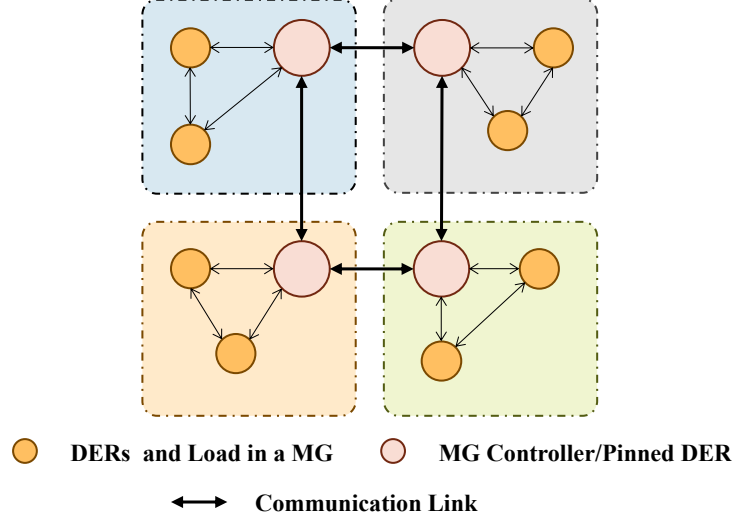 DERs and Load in a MG
MG Controller/Pinned DER
Communication Link